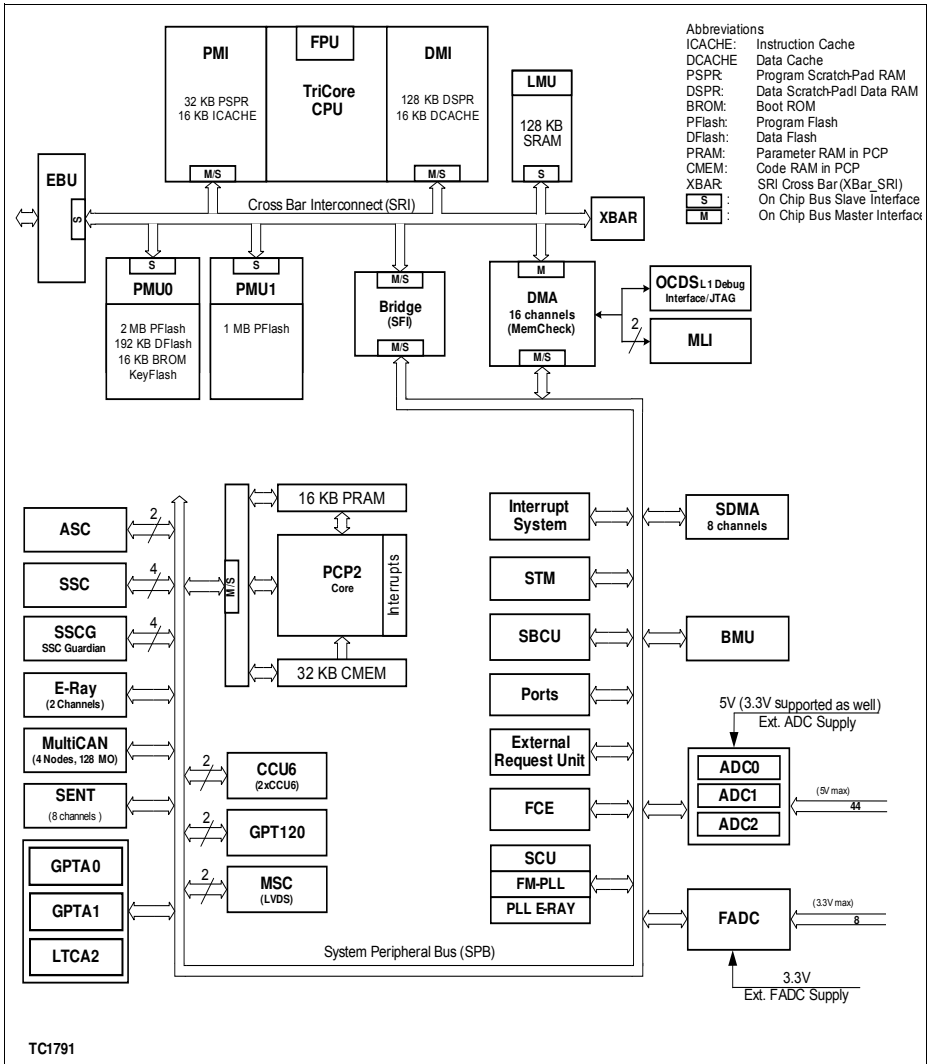 PMI
32 KB PSPR
16 KB ICACHE
M/S
FPU
TriCore
CPU
DMI
128 KB DSPR
16 KB DCACHE
M/S
LMU
128 KB
SRAM
S
Abbreviations
ICACHE: Instruction Cache
DCACHE Data Cache
PSPR: Program Scratch-Pad RAM
DSPR: Data Scratch-Padl Data RAM
BROM: Boot ROM
PFlash: Program Flash
DFlash: Data Flash
PRAM: Parameter RAM in PCP
CMEM: Code RAM in PCP
XBAR: SRI Cross Bar (XBar_SRI)
S : On Chip Bus Slave Interface
M : On Chip Bus Master Interface
EBU
S
Cross Bar Interconnect (SRI)
XBAR
S
PMU0
2 MB PFlash
192 KB DFlash
16 KB BROM
KeyFlash
S
PMU1
1 MB PFlash
M/S
Bridge
(SFI)
M/S
M
DMA
16 channels
(MemCheck)
M/S
OCDS L1 Debug
Interface/JTAG
2
MLI
ASC
2
SSC
4
SSCG
SSC Guardian
4
E-Ray
(2 Channels)
MultiCAN
(4 Nodes, 128 MO)
SENT
(8 channels )
GPTA0
GPTA1
LTCA2
M/S
16 KB PRAM
PCP2
Core
Interrupts
32 KB CMEM
2
CCU6
(2xCCU6)
2
GPT120
2
MSC
(LVDS)
Interrupt
System
STM
SBCU
Ports
External
Request Unit
FCE
SCU
FM-PLL
PLL E-RAY
SDMA
8 channels
BMU
5V (3.3V supported as well)
Ext. ADC Supply
ADC0
ADC1
ADC2
(5V max)
44
FADC
(3.3V max)
8
3.3V
Ext. FADC Supply
System Peripheral Bus (SPB)
TC1791